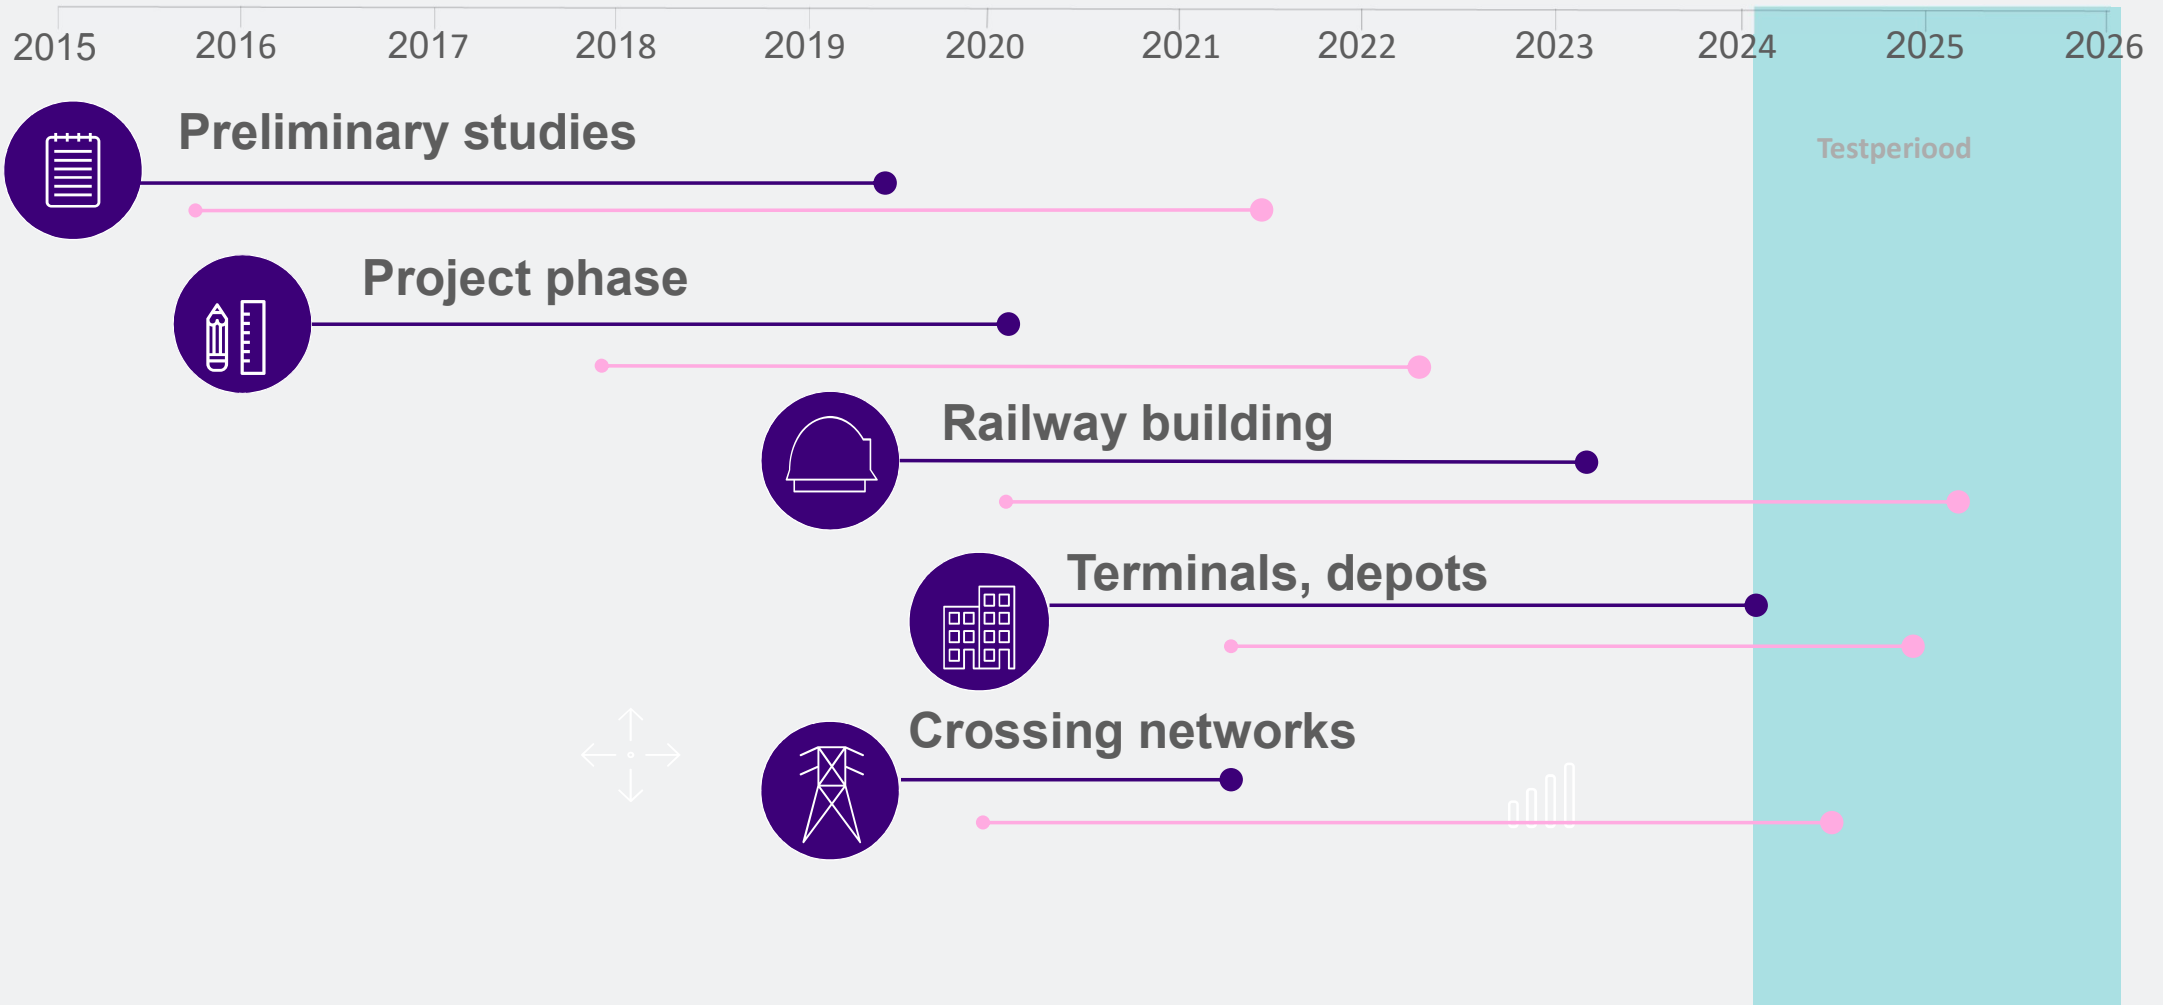 2015 2016 2017 2018 2019 2020 2021 2022 2023 2024 2025 2026
Preliminary studies
Testperiood
Project phase
Railway building
Terminals, depots
Crossing networks